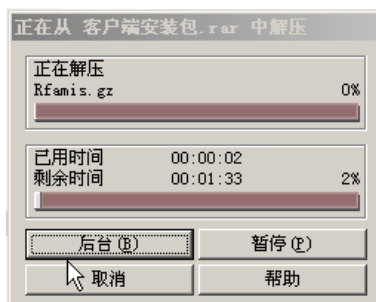 正在从 客户端安装包.rar 中解压
正在解压
Rfamis.gz 0%
已用时间 00:00:02
剩余时间 00:01:33 2%
后台(B) 暂停(P)
取消 帮助